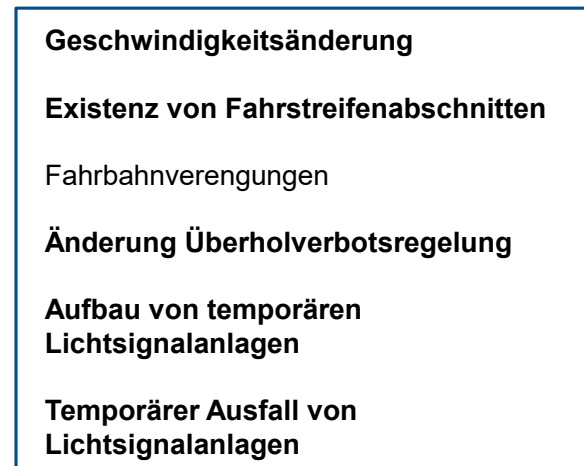 Geschwindigkeitsänderung
Existenz von Fahrstreifenabschnitten
Fahrbahnverengungen
Änderung Überholverbotsregelung
Aufbau von temporären
Lichtsignalanlagen
Temporärer Ausfall von
Lichtsignalanlagen